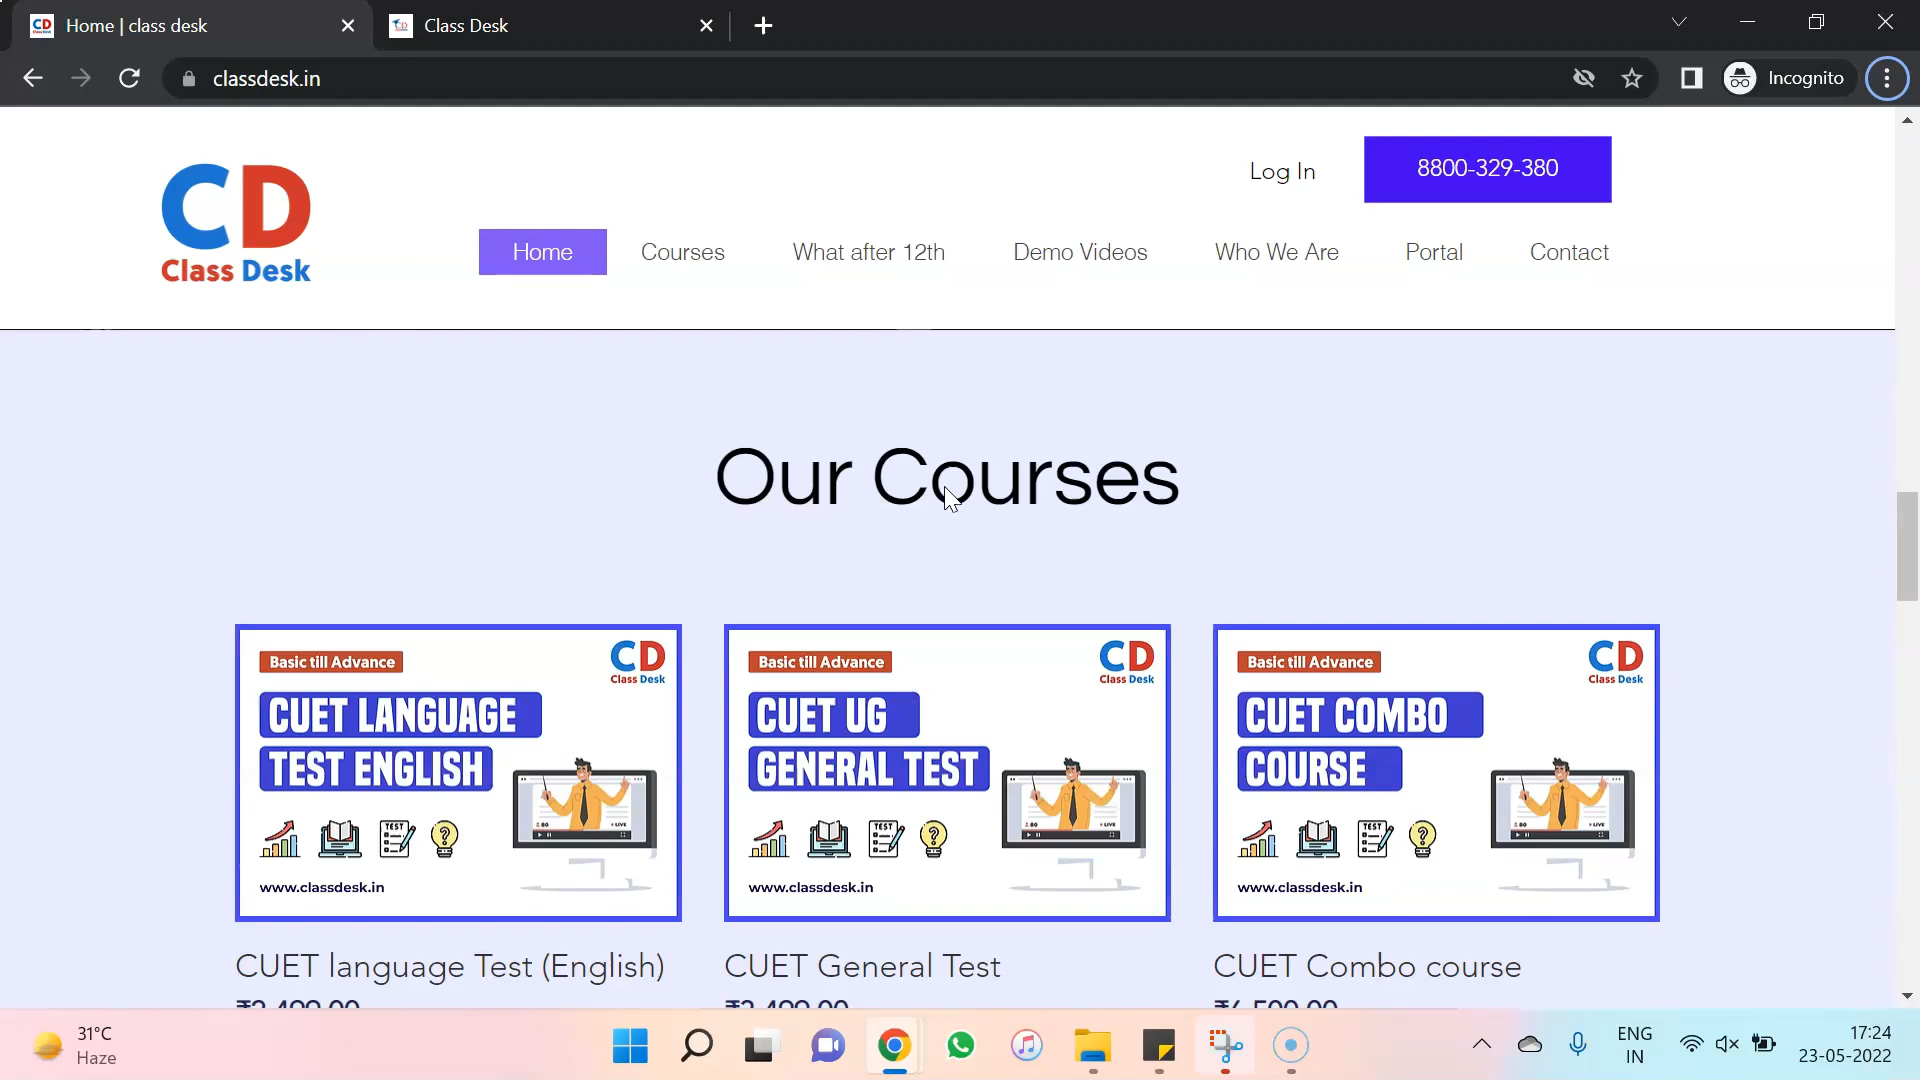 Home | class desk
Class Desk
classdesk.in
Incognito
CD
Class Desk
Log In
8800-329-380
Home
Courses
What after 12th
Demo Videos
Who We Are
Portal
Contact
Our Courses
Basic till Advance
CD
Class Desk
CUET LANGUAGE
TEST ENGLISH
TEST
www.classdesk.in
Basic till Advance
CD
Class Desk
CUET UG
GENERAL TEST
TEST
www.classdesk.in
Basic till Advance
CD
Class Desk
CUET COMBO
COURSE
TEST
www.classdesk.in
CUET language Test (English)
CUET General Test
CUET Combo course
31°C
Haze
ENG
IN
17:24
23-05-2022